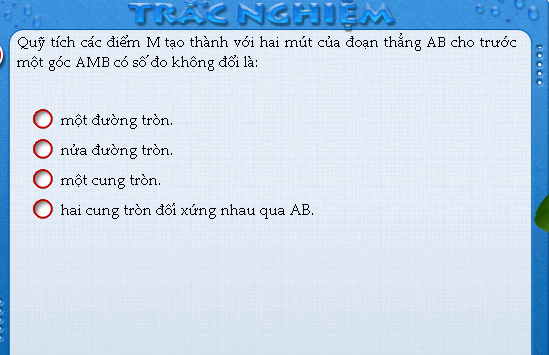 TRẮC NGHIỆM
Quỹ tích các điểm M tạo thành với hai mút của đoạn thẳng AB cho trước
một góc AMB có số đo không đổi là:
một đường tròn.
nửa đường tròn.
một cung tròn.
hai cung tròn đối xứng nhau qua AB.